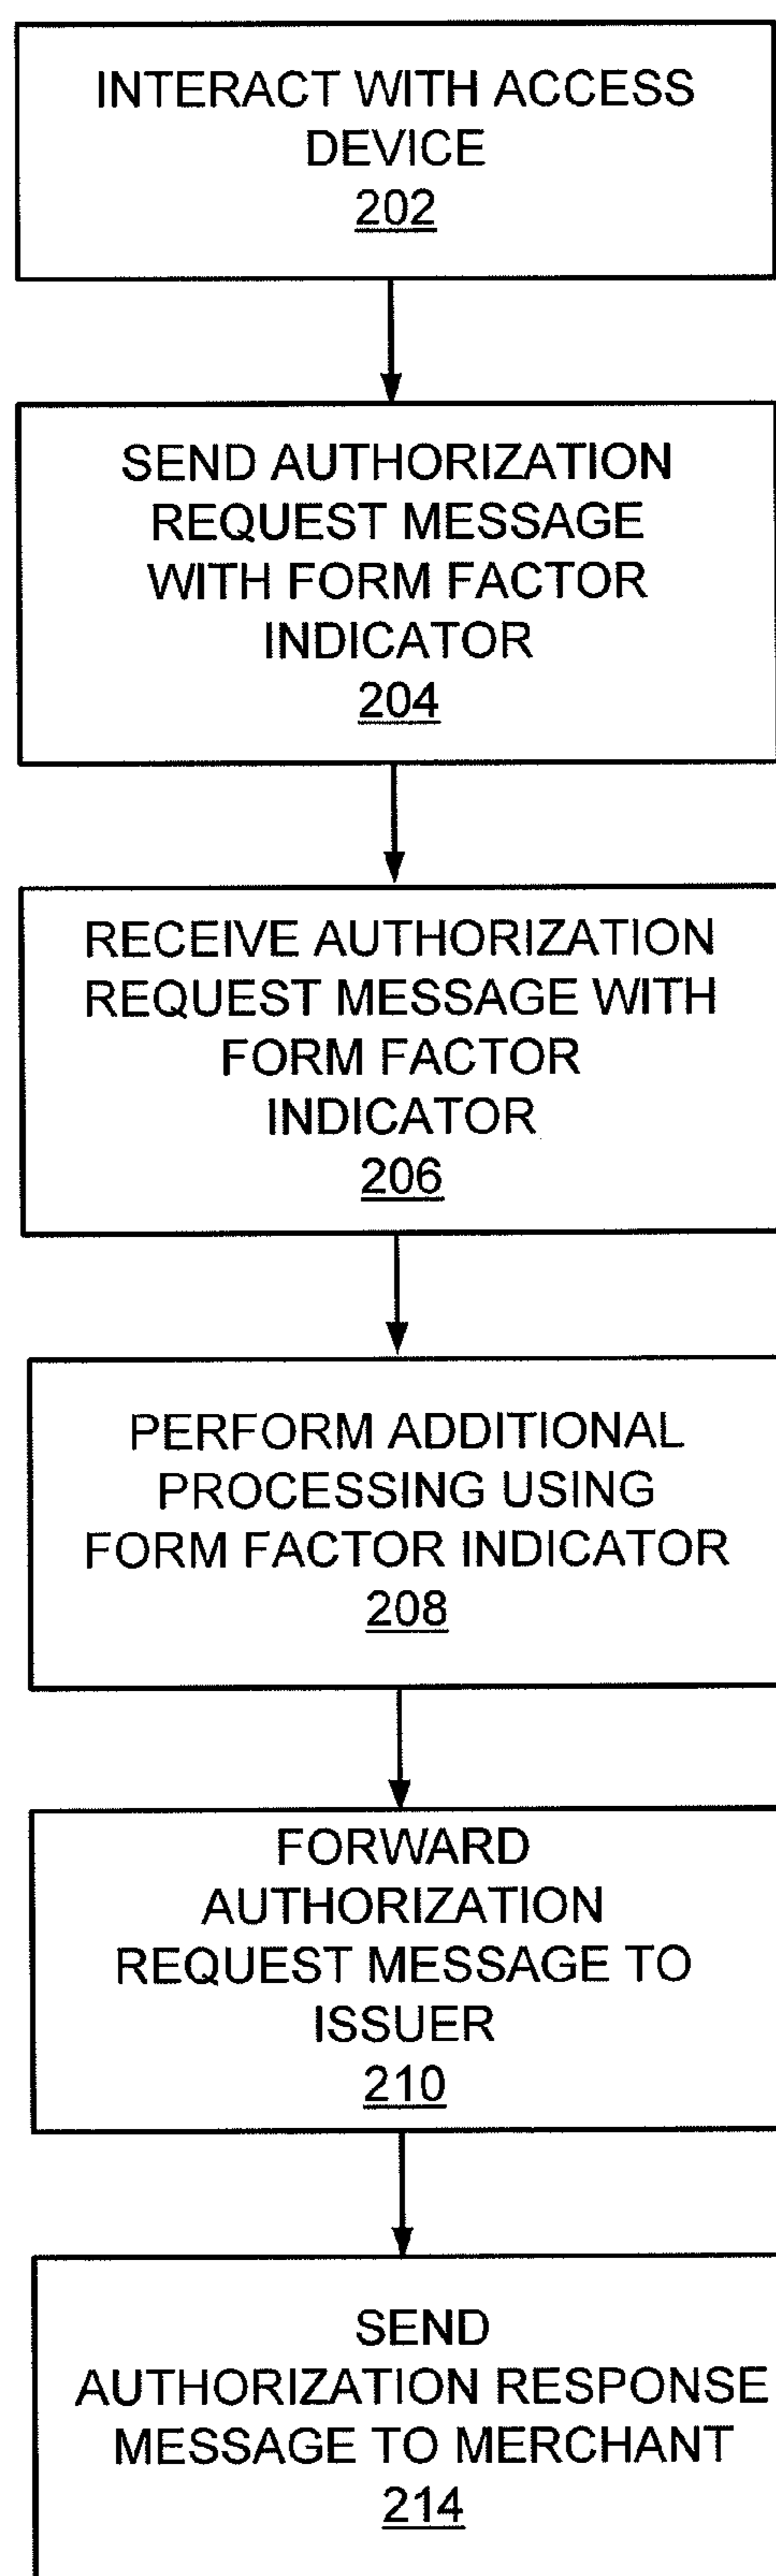 INTERACT WITH ACCESS
DEVICE
202
SEND AUTHORIZATION
REQUEST MESSAGE
WITH FORM FACTOR
INDICATOR
204
RECEIVE AUTHORIZATION
REQUEST MESSAGE WITH
FORM FACTOR
INDICATOR
206
PERFORM ADDITIONAL
PROCESSING USING
FORM FACTOR INDICATOR
208
FORWARD
AUTHORIZATION
REQUEST MESSAGE TO
ISSUER
210
SEND
AUTHORIZATION RESPONSE
MESSAGE TO MERCHANT
214